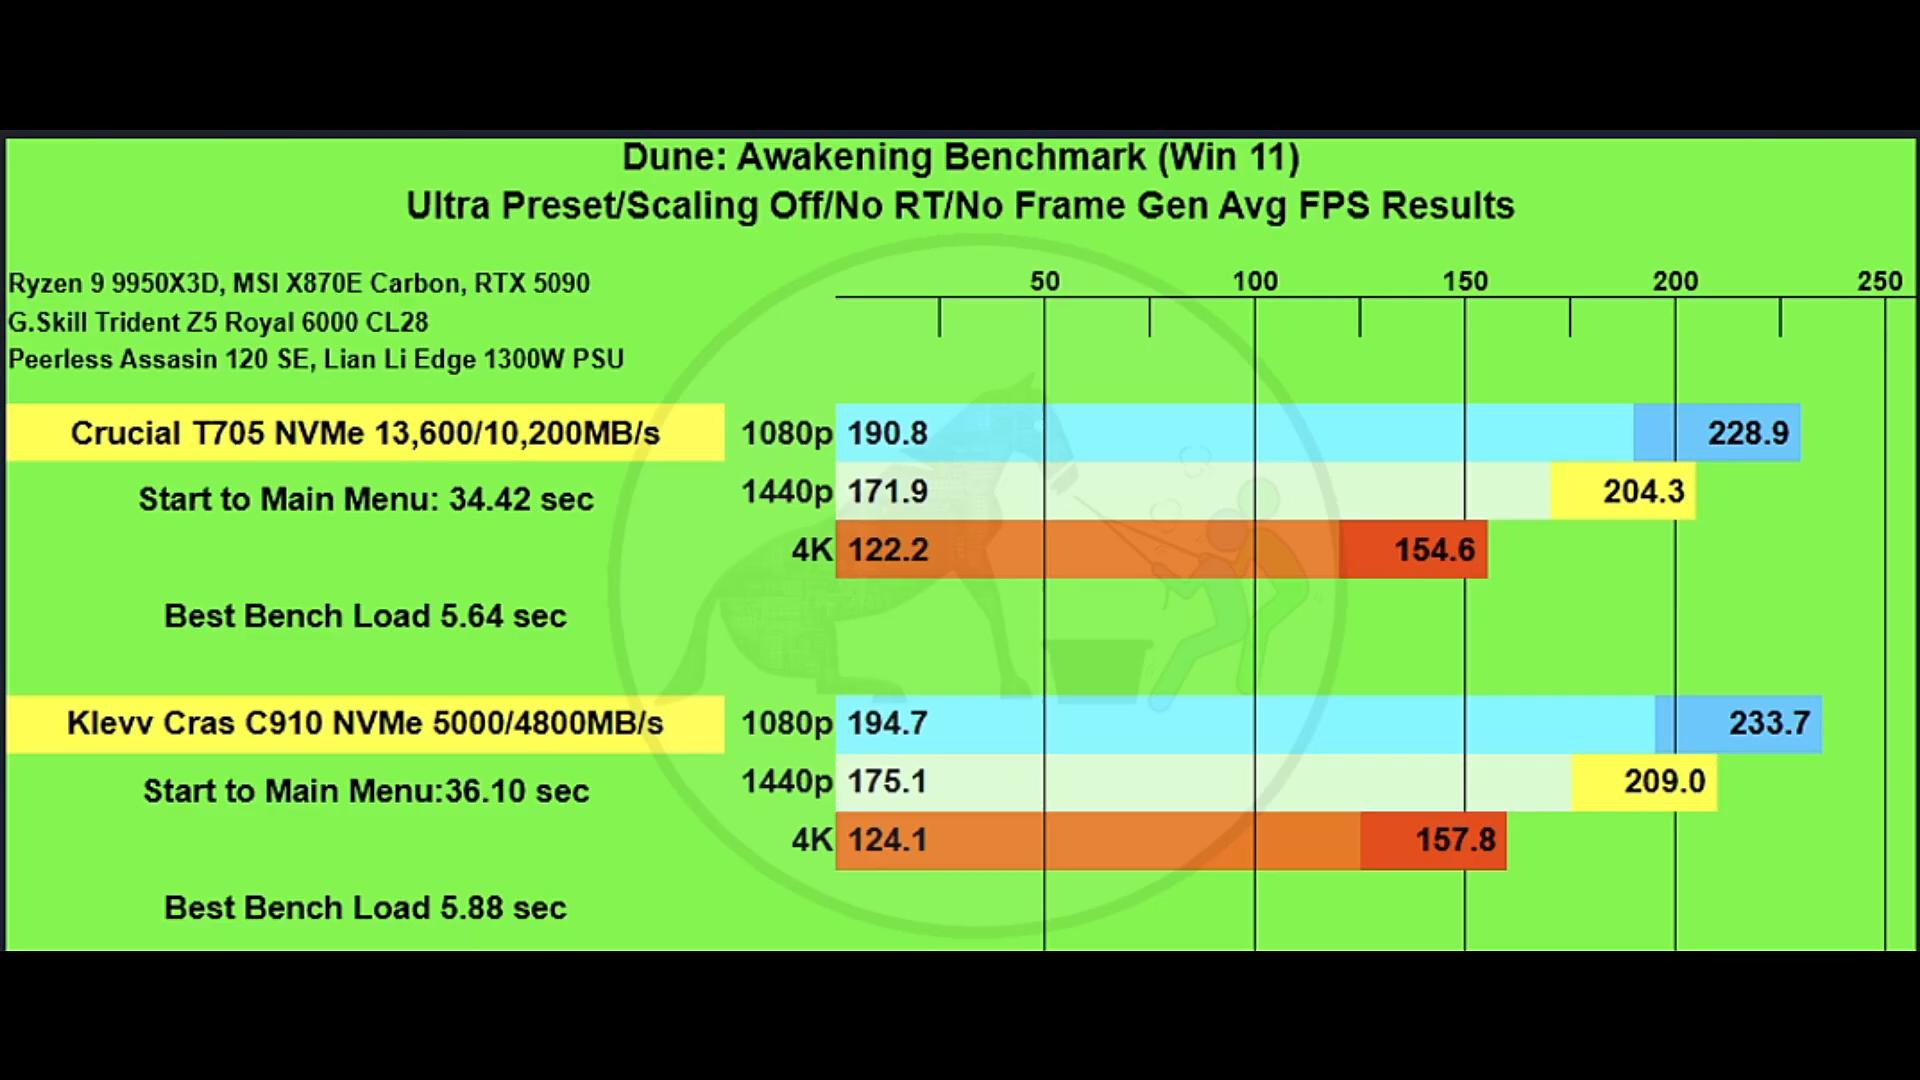 Dune: Awakening Benchmark (Win 11)
Ultra Preset/Scaling Off/No RT/No Frame Gen Avg FPS Results
Ryzen 9 9950X3D, MSI X870E Carbon, RTX 5090
G.Skill Trident Z5 Royal 6000 CL28
Peerless Assasin 120 SE, Lian Li Edge 1300W PSU
50 100 150 200 250
Crucial T705 NVMe 13,600/10,200MB/s
1080p 190.8 228.9
Start to Main Menu: 34.42 sec
1440p 171.9 204.3
4K 122.2 154.6
Best Bench Load 5.64 sec
Klevv Cras C910 NVMe 5000/4800MB/s
1080p 194.7 233.7
Start to Main Menu:36.10 sec
1440p 175.1 209.0
4K 124.1 157.8
Best Bench Load 5.88 sec